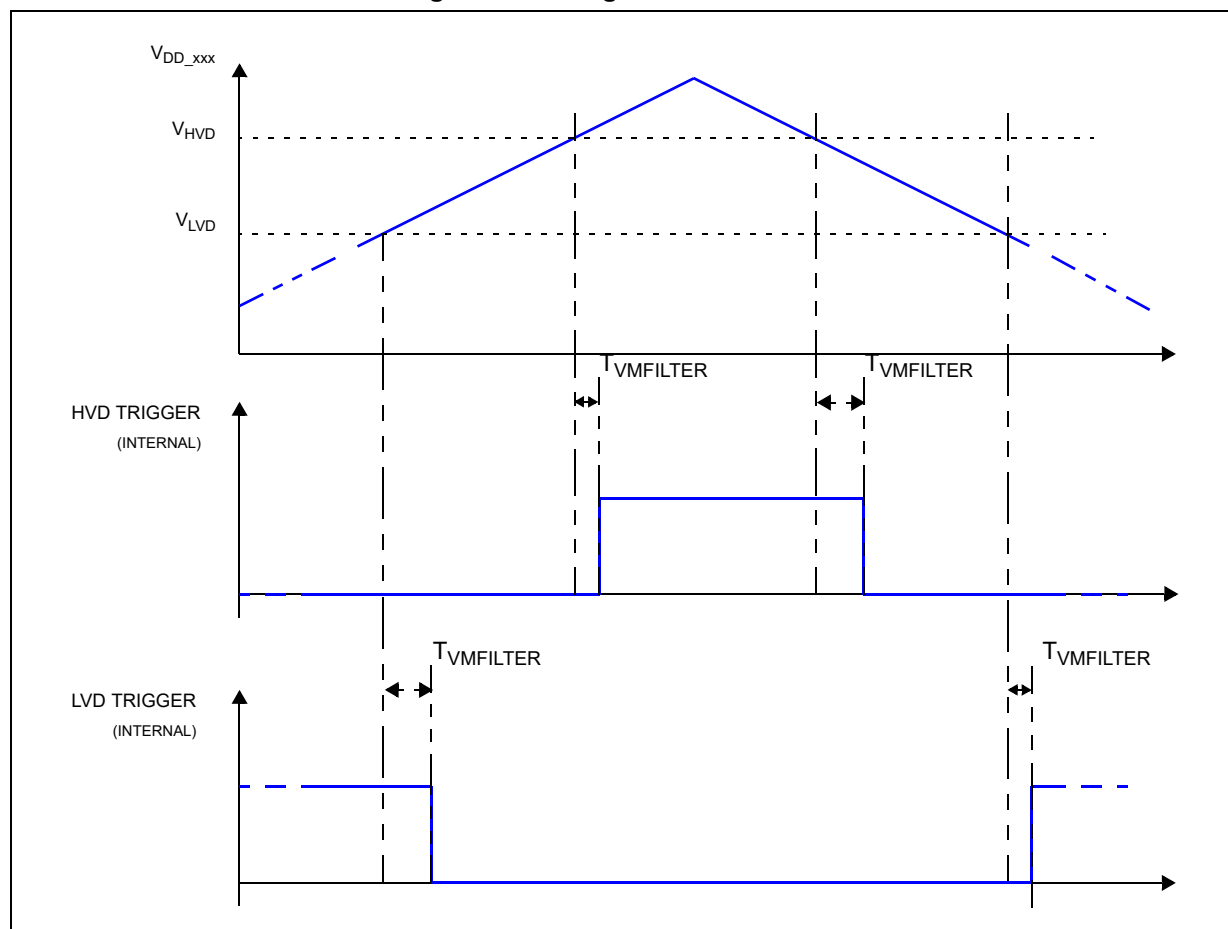 V_DD_xxx
V_HVD
V_LVD
T_VMFILTER T_VMFILTER
HVD TRIGGER
(INTERNAL)
T_VMFILTER T_VMFILTER
LVD TRIGGER
(INTERNAL)